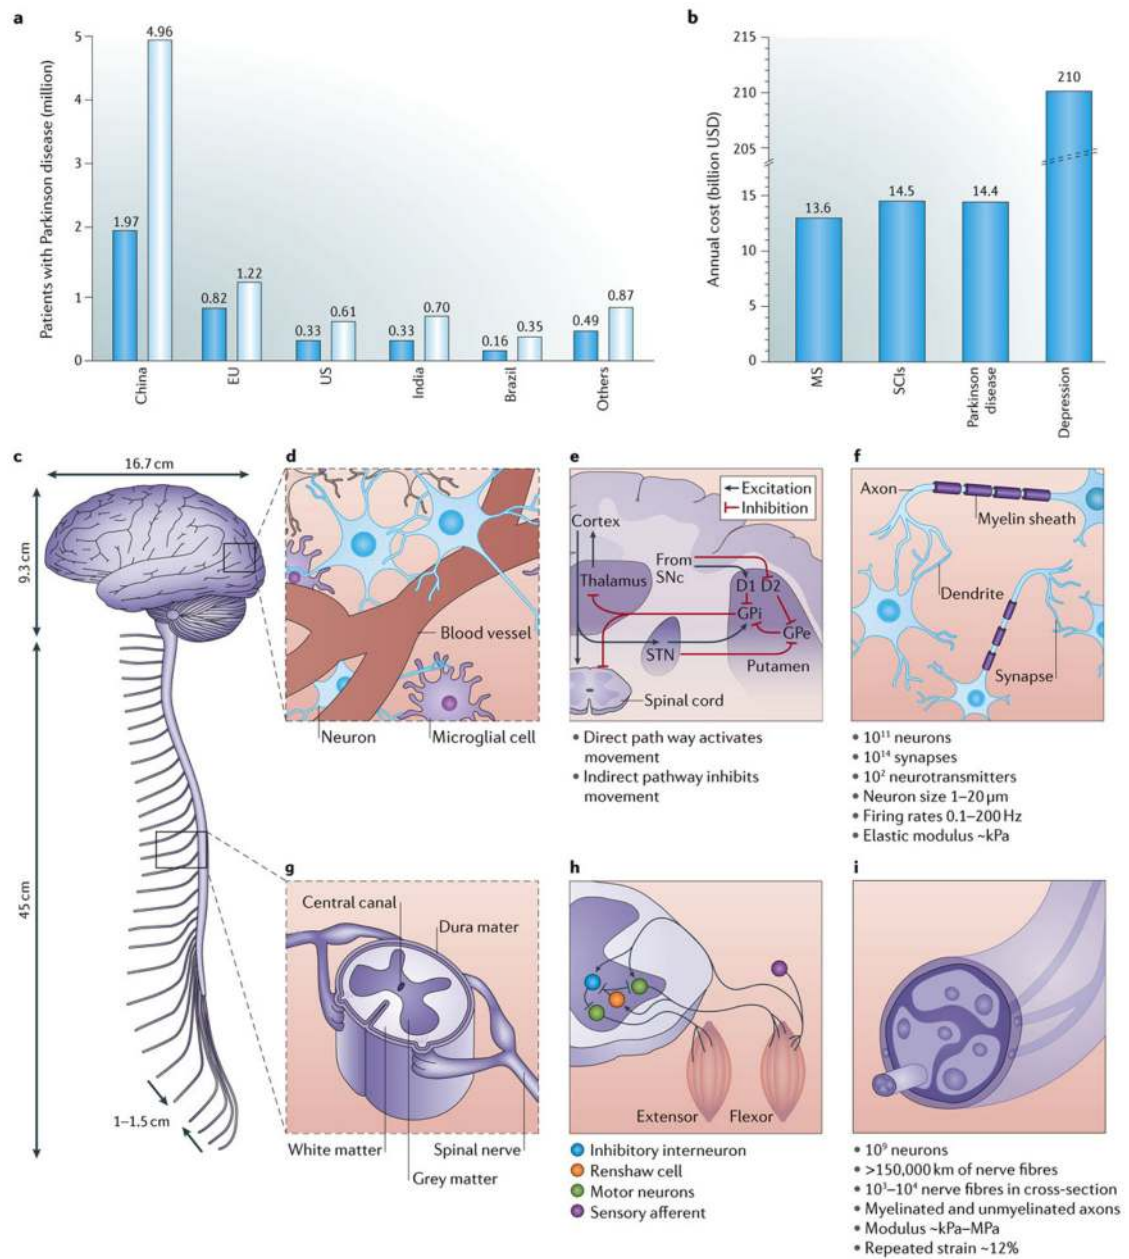 a
Patients with Parkinson disease (million)
5
4
3
2
1
0
1.97
4.96
0.82
1.22
0.33
0.61
0.33
0.70
0.16
0.35
0.49
0.87
China
EU
US
India
Brazil
Others
b
Annual cost (billion USD)
215
210
205
15
10
5
0
13.6
14.5
14.4
210
MS
SCIs
Parkinson
disease
Depression
c
16.7 cm
9.3 cm
45 cm
1–1.5 cm
d
Blood vessel
Neuron
Microglial cell
e
Excitation
Inhibition
Cortex
From
SNc
Thalamus
D1 D2
GPi
GPe
STN
Putamen
Spinal cord
• Direct path way activates
movement
• Indirect pathway inhibits
movement
f
Axon
Myelin sheath
Dendrite
Synapse
• 10¹¹ neurons
• 10¹⁴ synapses
• 10² neurotransmitters
• Neuron size 1–20 μm
• Firing rates 0.1–200 Hz
• Elastic modulus ~kPa
g
Central canal
Dura mater
White matter
Spinal nerve
Grey matter
h
Extensor Flexor
Inhibitory interneuron
Renshaw cell
Motor neurons
Sensory afferent
i
• 10⁹ neurons
• >150,000 km of nerve fibres
• 10³–10⁴ nerve fibres in cross-section
• Myelinated and unmyelinated axons
• Modulus ~kPa–MPa
• Repeated strain ~12%